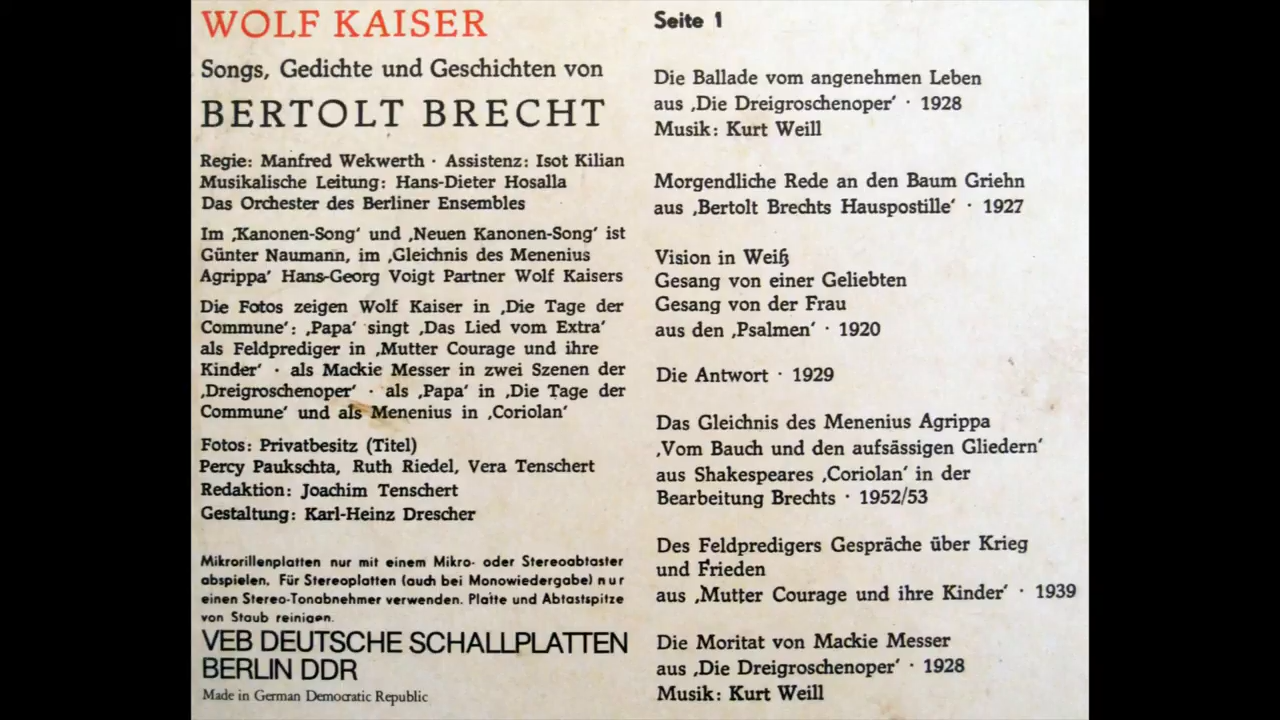 WOLF KAISER
Songs, Gedichte und Geschichten von
BERTOLT BRECHT
Regie: Manfred Wekwerth · Assistenz: Isot Kilian
Musikalische Leitung: Hans-Dieter Hosalla
Das Orchester des Berliner Ensembles
Im ‚Kanonen-Song‘ und ‚Neuen Kanonen-Song‘ ist
Günter Naumann, im ‚Gleichnis des Menenius
Agrippa‘ Hans-Georg Voigt Partner Wolf Kaisers
Die Fotos zeigen Wolf Kaiser in ‚Die Tage der
Commune‘: ‚Papa‘ singt ‚Das Lied vom Extra‘
als Feldprediger in ‚Mutter Courage und ihre
Kinder‘ · als Mackie Messer in zwei Szenen der
‚Dreigroschenoper‘ · als ‚Papa‘ in ‚Die Tage der
Commune‘ und als Menenius in ‚Coriolan‘
Fotos: Privatbesitz (Titel)
Percy Paukschta, Ruth Riedel, Vera Tenschert
Redaktion: Joachim Tenschert
Gestaltung: Karl-Heinz Drescher
Mikrorillenplatten nur mit einem Mikro- oder Stereoabtaster
abspielen. Für Stereoplatten (auch bei Monowiedergabe) nur
einen Stereo-Tonabnehmer verwenden. Platte und Abtastspitze
von Staub reinigen.
VEB DEUTSCHE SCHALLPLATTEN
BERLIN DDR
Made in German Democratic Republic
Seite 1
Die Ballade vom angenehmen Leben
aus ‚Die Dreigroschenoper‘ · 1928
Musik: Kurt Weill
Morgendliche Rede an den Baum Griehn
aus ‚Bertolt Brechts Hauspostille‘ · 1927
Vision in Weiß
Gesang von einer Geliebten
Gesang von der Frau
aus den ‚Psalmen‘ · 1920
Die Antwort · 1929
Das Gleichnis des Menenius Agrippa
‚Vom Bauch und den aufsässigen Gliedern‘
aus Shakespeares ‚Coriolan‘ in der
Bearbeitung Brechts · 1952/53
Des Feldpredigers Gespräche über Krieg
und Frieden
aus ‚Mutter Courage und ihre Kinder‘ · 1939
Die Moritat von Mackie Messer
aus ‚Die Dreigroschenoper‘ · 1928
Musik: Kurt Weill